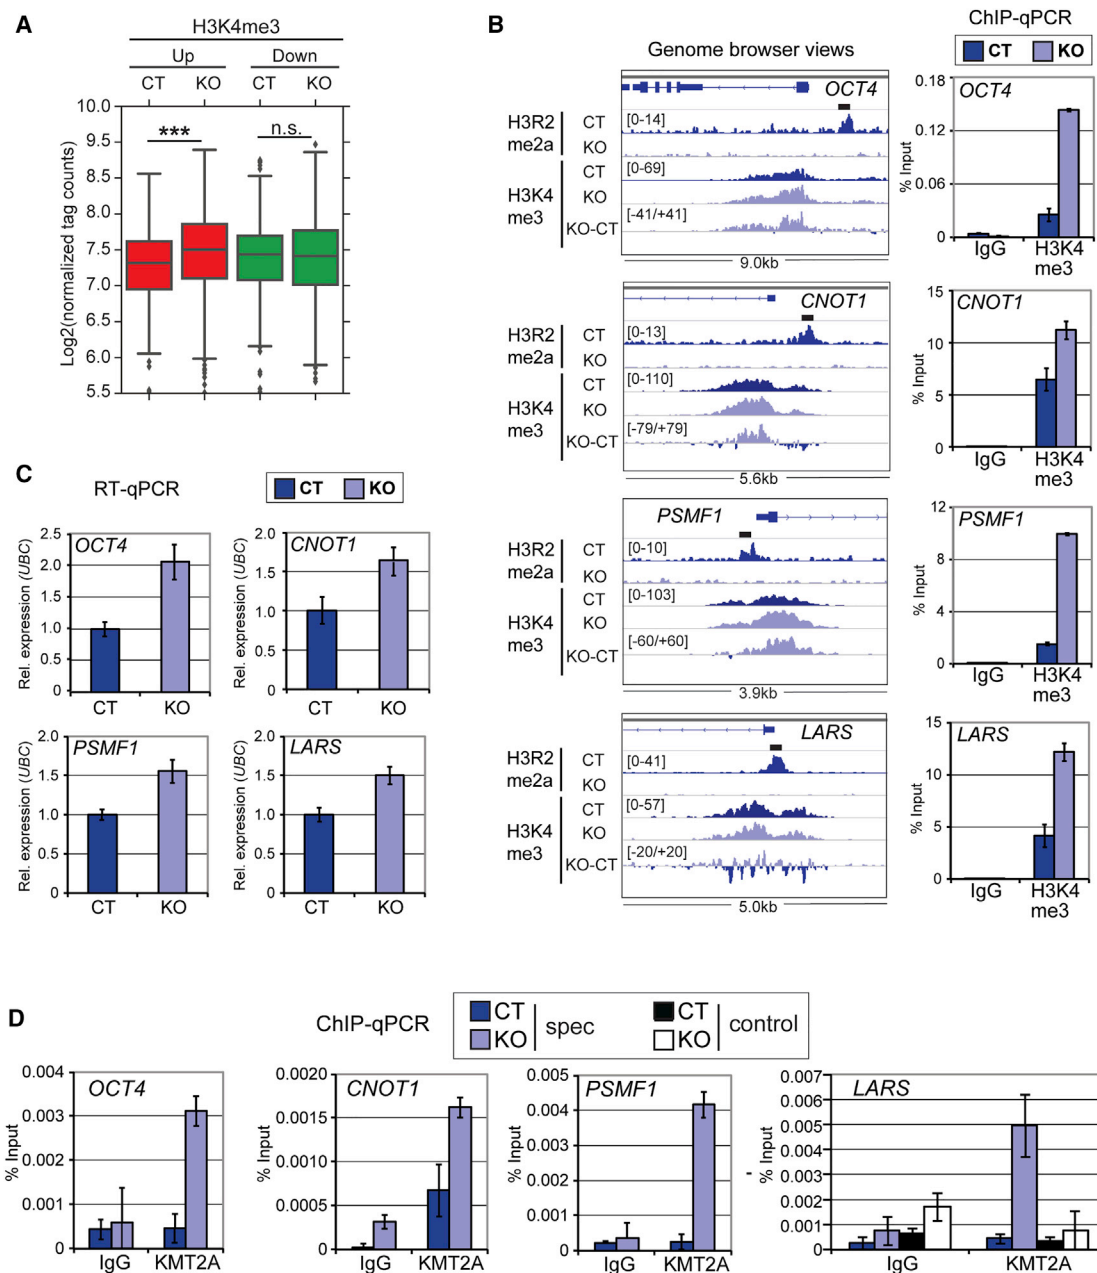 A
H3K4me3
Up Down
CT KO CT KO
Log2(normalized tag counts)
10.0
9.5
9.0
8.5
8.0
7.5
7.0
6.5
6.0
5.5
*** n.s.
B
Genome browser views
ChIP-qPCR
CT KO
OCT4
H3R2 me2a
CT
KO
H3K4 me3
CT
KO
KO-CT
[0-14]
[0-69]
[-41/+41]
9.0kb
OCT4
% Input
0.18
0.12
0.06
0
IgG H3K4 me3
CNOT1
H3R2 me2a
CT
KO
H3K4 me3
CT
KO
KO-CT
[0-13]
[0-110]
[-79/+79]
5.6kb
CNOT1
% Input
15
10
5
0
IgG H3K4 me3
PSMF1
H3R2 me2a
CT
KO
H3K4 me3
CT
KO
KO-CT
[0-10]
[0-103]
[-60/+60]
3.9kb
PSMF1
% Input
12
8
4
0
IgG H3K4 me3
LARS
H3R2 me2a
CT
KO
H3K4 me3
CT
KO
KO-CT
[0-41]
[0-57]
[-20/+20]
5.0kb
LARS
% Input
15
10
5
0
IgG H3K4 me3
C
RT-qPCR
CT KO
OCT4
Rel. expression (UBC)
2.5
2.0
1.5
1.0
0.5
0
CT KO
CNOT1
Rel. expression (UBC)
2.0
1.5
1.0
0.5
0
CT KO
PSMF1
Rel. expression (UBC)
2.0
1.5
1.0
0.5
0
CT KO
LARS
Rel. expression (UBC)
2.0
1.5
1.0
0.5
0
CT KO
D
ChIP-qPCR
CT
KO
spec
CT
KO
control
OCT4
% Input
0.004
0.003
0.002
0.001
0
IgG KMT2A
CNOT1
% Input
0.0020
0.0015
0.0010
0.0005
0
IgG KMT2A
PSMF1
% Input
0.005
0.004
0.003
0.002
0.001
0
IgG KMT2A
LARS
% Input
0.007
0.006
0.005
0.004
0.003
0.002
0.001
0
IgG KMT2A